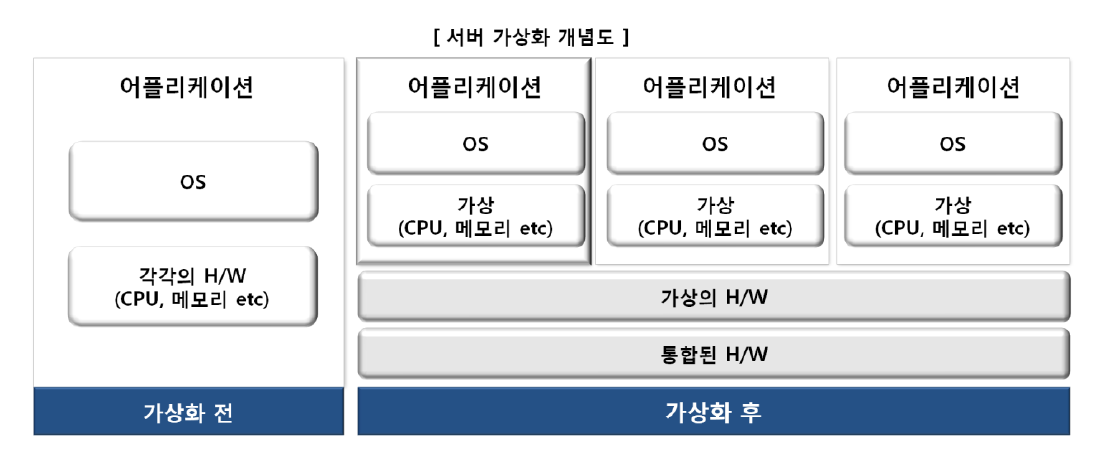 [ 서버 가상화 개념도 ]
어플리케이션
OS
각각의 H/W
(CPU, 메모리 etc)
가상화 전
어플리케이션
OS
가상
(CPU, 메모리 etc)
어플리케이션
OS
가상
(CPU, 메모리 etc)
어플리케이션
OS
가상
(CPU, 메모리 etc)
가상의 H/W
통합된 H/W
가상화 후